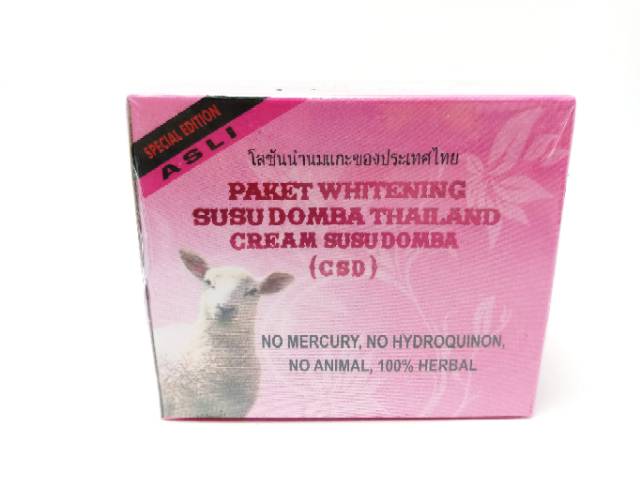 SPECIAL EDITION
ASLI
โลชั่นนำนมแกะของประเทศไทย
PAKET WHITENING
SUSU DOMBA THAILAND
CREAM SUSU DOMBA
(CSD)
NO MERCURY, NO HYDROQUINON,
NO ANIMAL, 100% HERBAL